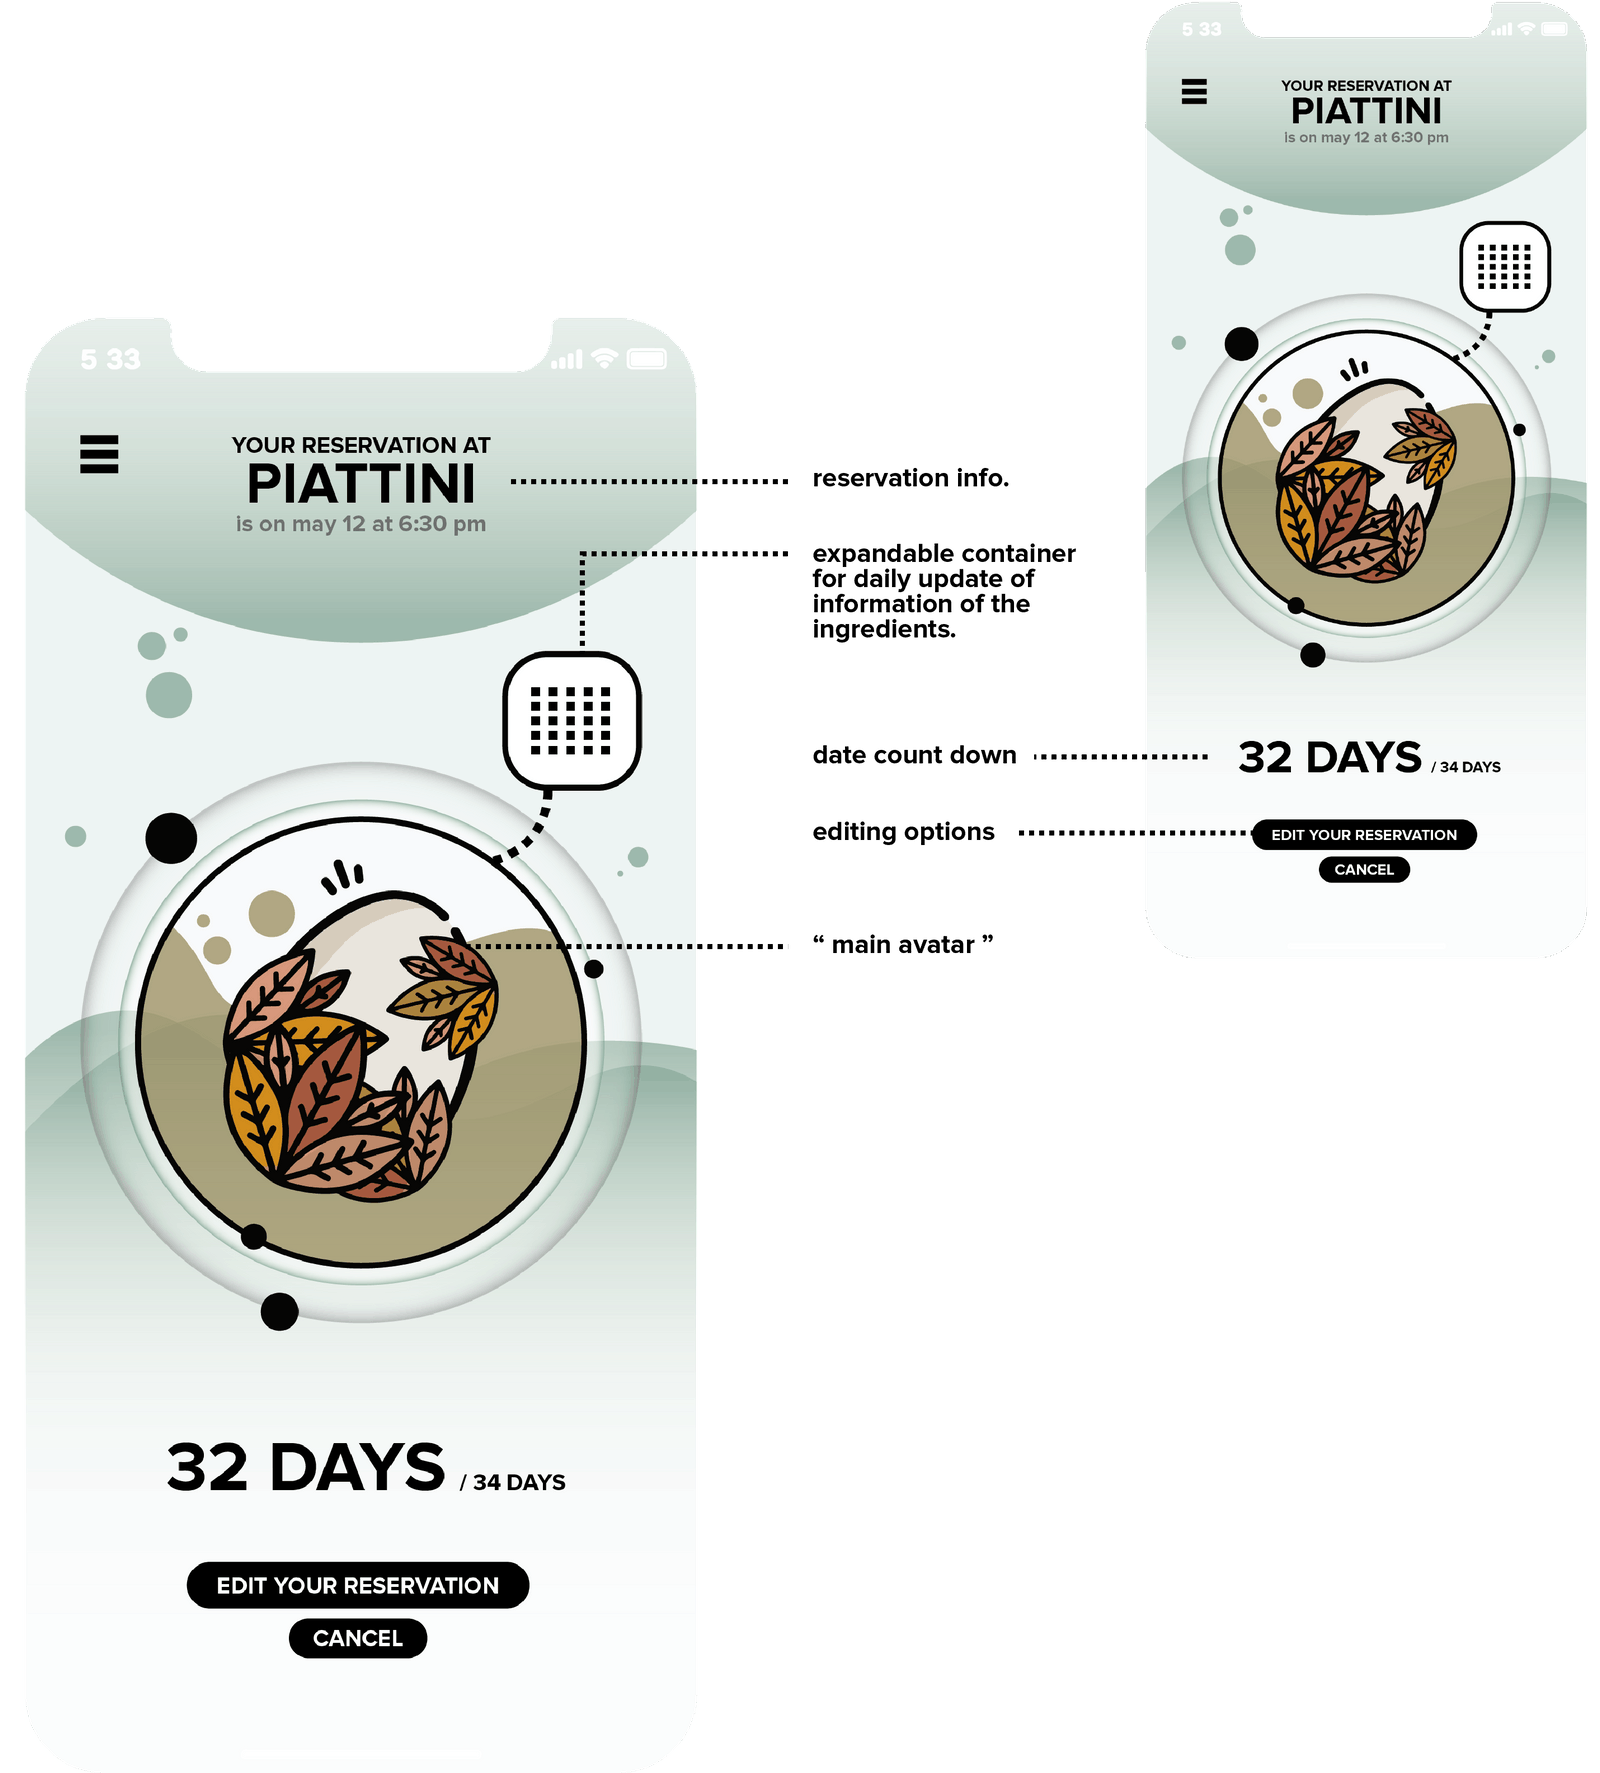 5 33
YOUR RESERVATION AT
PIATTINI
is on may 12 at 6:30 pm
32 DAYS / 34 DAYS
EDIT YOUR RESERVATION
CANCEL
reservation info.
expandable container
for daily update of
information of the
ingredients.
date count down
editing options
“ main avatar ”
5 33
YOUR RESERVATION AT
PIATTINI
is on may 12 at 6:30 pm
32 DAYS / 34 DAYS
EDIT YOUR RESERVATION
CANCEL